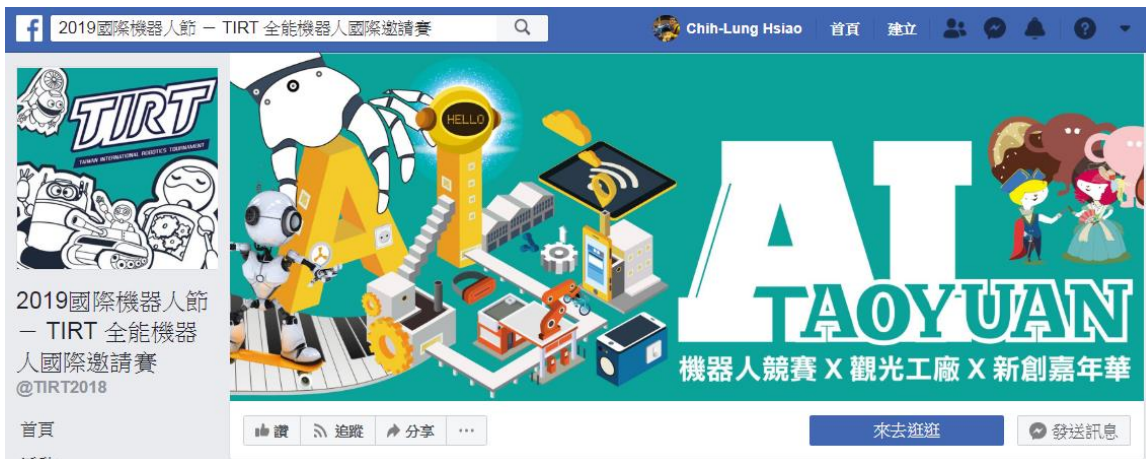 2019國際機器人節 － TIRT 全能機器人國際邀請賽
Chih-Lung Hsiao
首頁
建立
TIRT
TAIWAN INTERNATIONAL ROBOTICS TOURNAMENT
HELLO
AI
AI
TAOYUAN
機器人競賽 X 觀光工廠 X 新創嘉年華
2019國際機器人節
－ TIRT 全能機器
人國際邀請賽
@TIRT2018
首頁
讚
追蹤
分享
來去逛逛
發送訊息